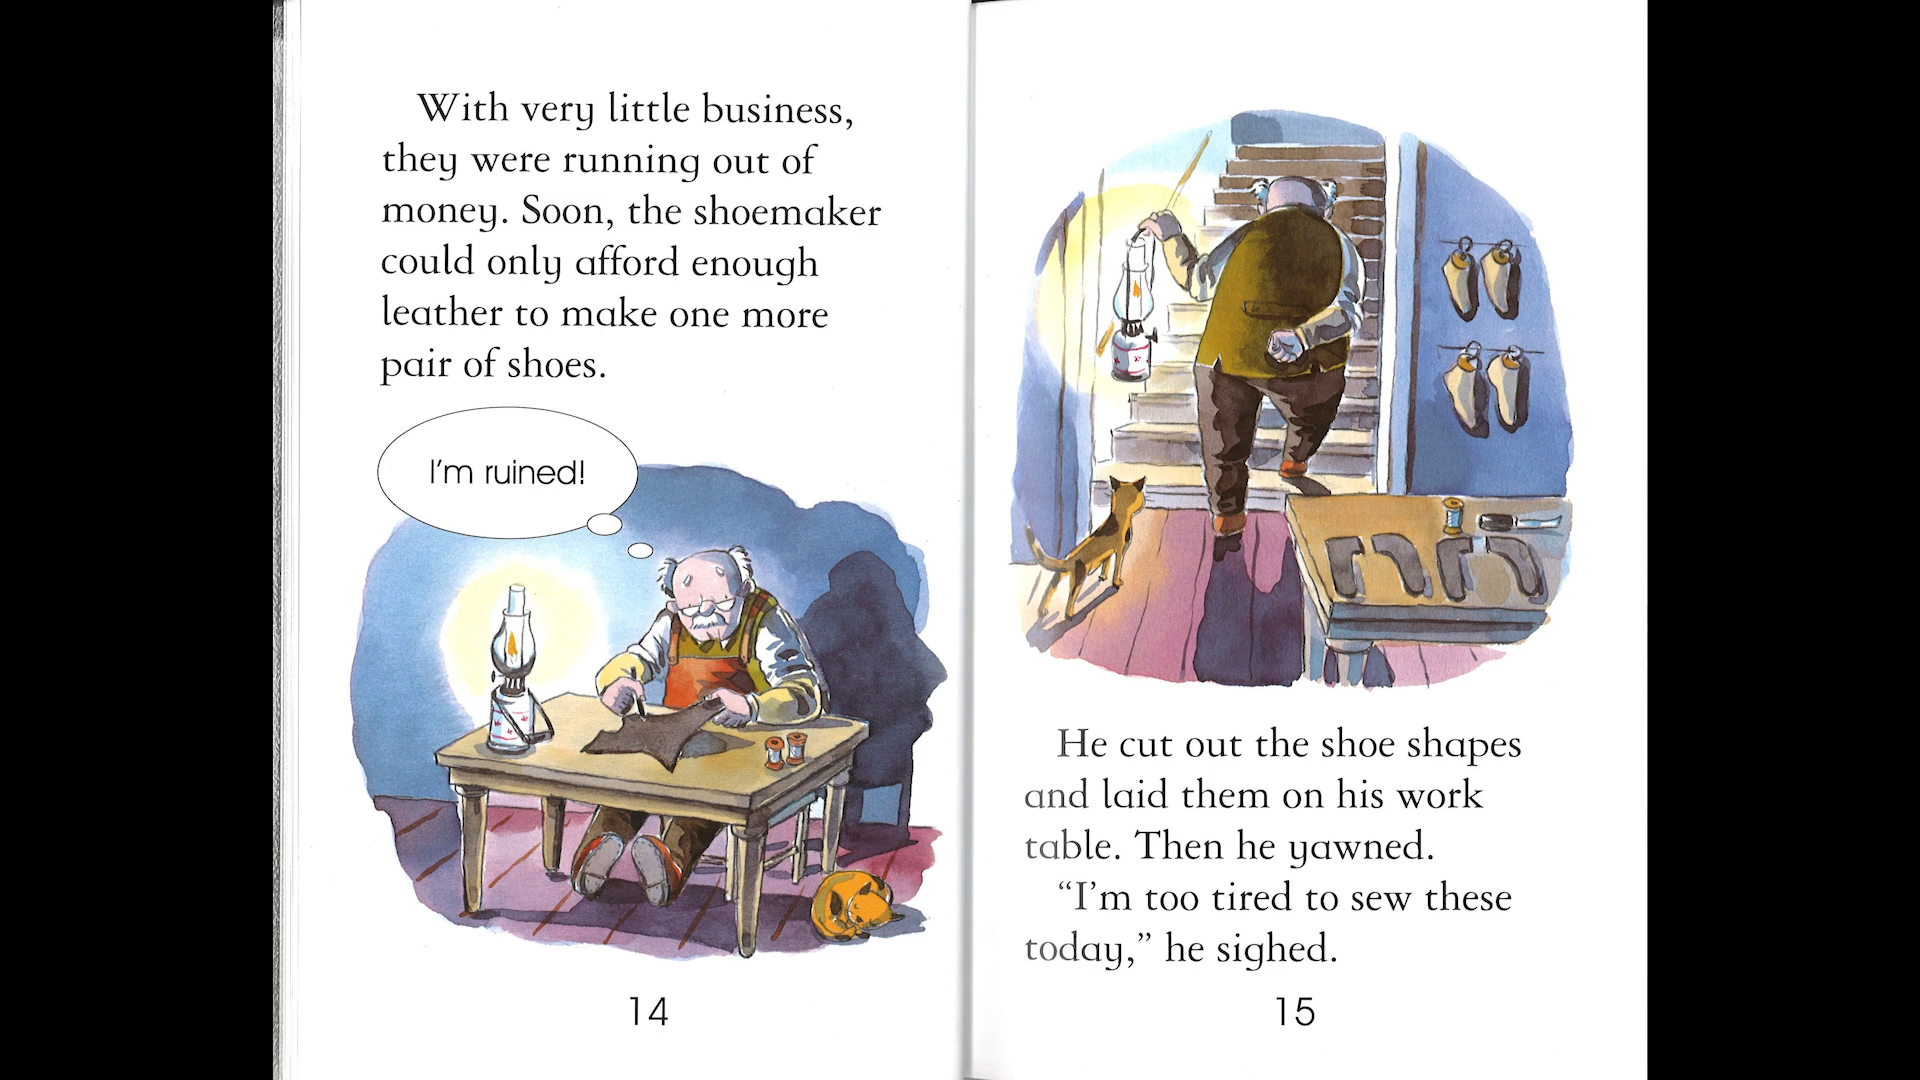 With very little business,
they were running out of
money. Soon, the shoemaker
could only afford enough
leather to make one more
pair of shoes.
I'm ruined!
14
He cut out the shoe shapes
and laid them on his work
table. Then he yawned.
“I'm too tired to sew these
today,” he sighed.
15